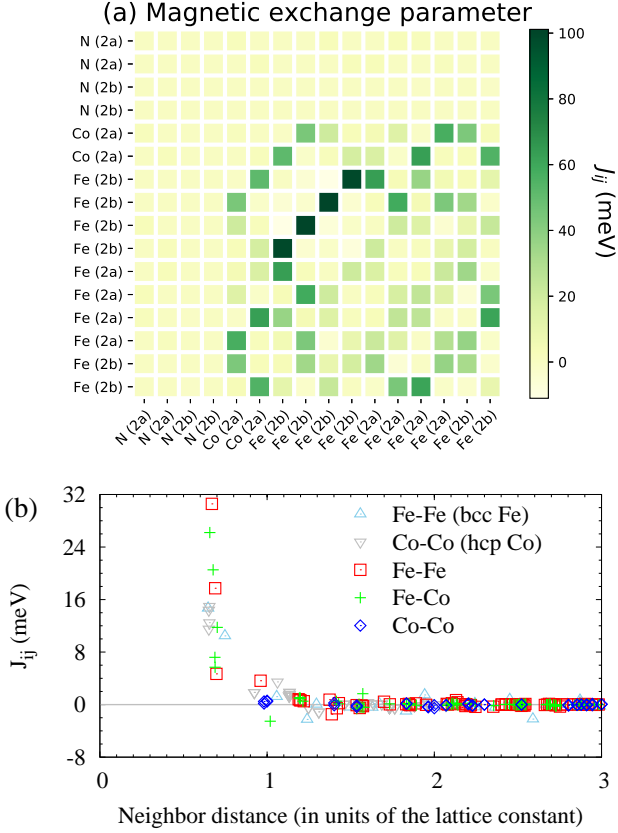 (a) Magnetic exchange parameter
N (2a)
N (2a)
N (2b)
N (2b)
Co (2a)
Co (2a)
Fe (2b)
Fe (2b)
Fe (2b)
Fe (2b)
Fe (2a)
Fe (2a)
Fe (2a)
Fe (2a)
Fe (2b)
Fe (2b)
N (2a)
N (2a)
N (2b)
N (2b)
Co (2a)
Co (2a)
Fe (2b)
Fe (2b)
Fe (2b)
Fe (2b)
Fe (2a)
Fe (2a)
Fe (2a)
Fe (2a)
Fe (2b)
Fe (2b)
100
80
60
40
20
0
J_ij (meV)
(b)
32
24
16
8
0
-8
J_ij (meV)
Fe-Fe (bcc Fe)
Co-Co (hcp Co)
Fe-Fe
Fe-Co
Co-Co
0
1
2
3
Neighbor distance (in units of the lattice constant)